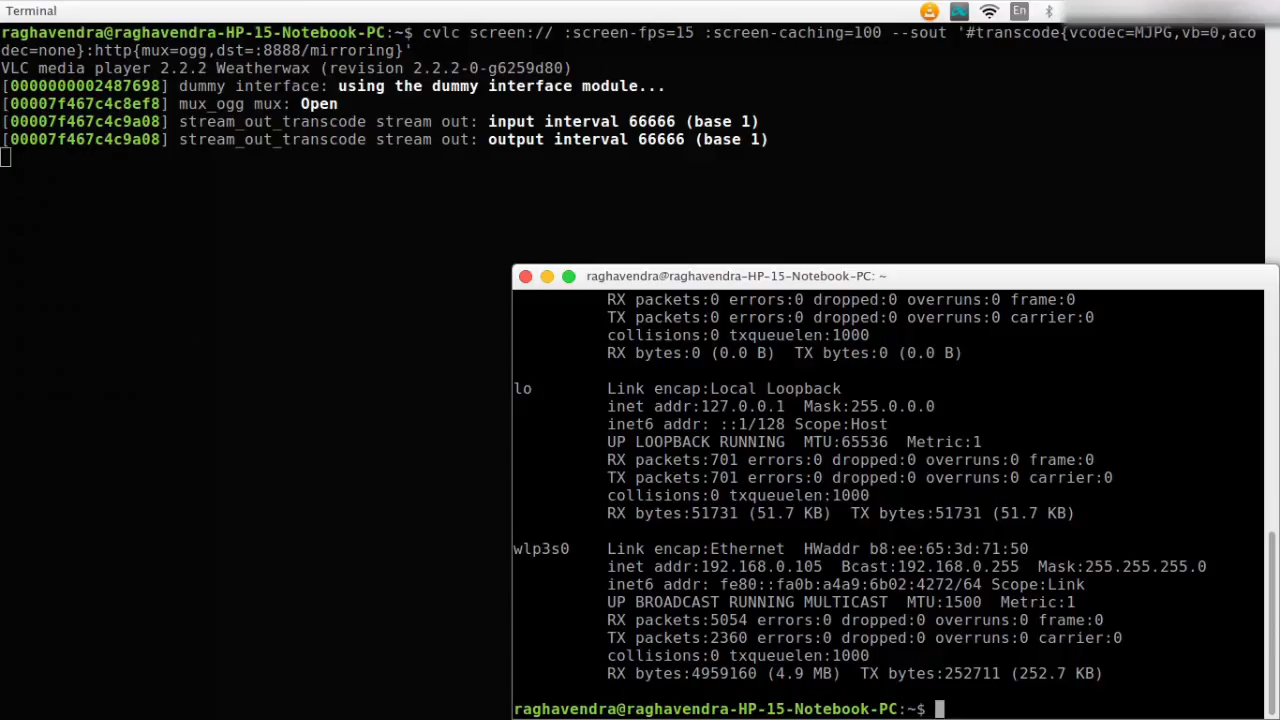 Terminal
En
raghavendra@raghavendra-HP-15-Notebook-PC:~$ cvlc screen:// :screen-fps=15 :screen-caching=100 --sout '#transcode{vcodec=MJPG,vb=0,aco
dec=none}:http{mux=ogg,dst=:8888/mirroring}'
VLC media player 2.2.2 Weatherwax (revision 2.2.2-0-g6259d80)
[0000000002487698] dummy interface: using the dummy interface module...
[00007f467c4c8ef8] mux_ogg mux: Open
[00007f467c4c9a08] stream_out_transcode stream out: input interval 66666 (base 1)
[00007f467c4c9a08] stream_out_transcode stream out: output interval 66666 (base 1)
raghavendra@raghavendra-HP-15-Notebook-PC: ~
RX packets:0 errors:0 dropped:0 overruns:0 frame:0
TX packets:0 errors:0 dropped:0 overruns:0 carrier:0
collisions:0 txqueuelen:1000
RX bytes:0 (0.0 B)  TX bytes:0 (0.0 B)
lo        Link encap:Local Loopback
inet addr:127.0.0.1  Mask:255.0.0.0
inet6 addr: ::1/128 Scope:Host
UP LOOPBACK RUNNING  MTU:65536  Metric:1
RX packets:701 errors:0 dropped:0 overruns:0 frame:0
TX packets:701 errors:0 dropped:0 overruns:0 carrier:0
collisions:0 txqueuelen:1000
RX bytes:51731 (51.7 KB)  TX bytes:51731 (51.7 KB)
wlp3s0    Link encap:Ethernet  HWaddr b8:ee:65:3d:71:50
inet addr:192.168.0.105  Bcast:192.168.0.255  Mask:255.255.255.0
inet6 addr: fe80::fa0b:a4a9:6b02:4272/64 Scope:Link
UP BROADCAST RUNNING MULTICAST  MTU:1500  Metric:1
RX packets:5054 errors:0 dropped:0 overruns:0 frame:0
TX packets:2360 errors:0 dropped:0 overruns:0 carrier:0
collisions:0 txqueuelen:1000
RX bytes:4959160 (4.9 MB)  TX bytes:252711 (252.7 KB)
raghavendra@raghavendra-HP-15-Notebook-PC:~$